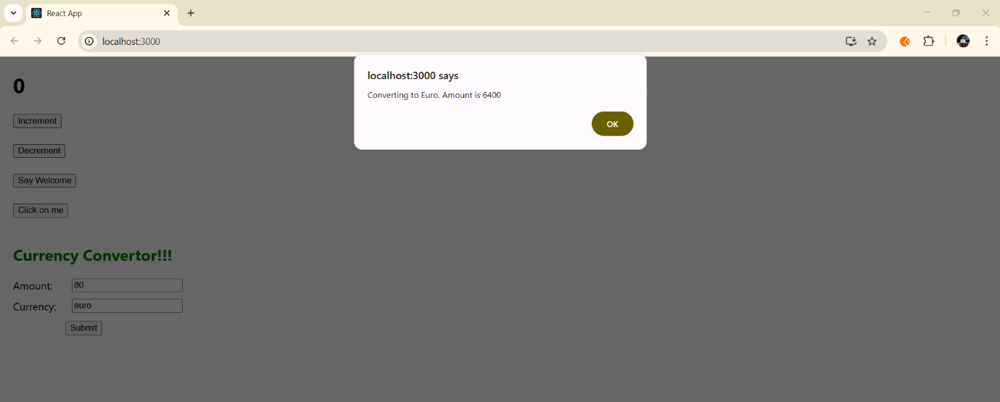 React App
localhost:3000
localhost:3000 says
Converting to Euro. Amount is 6400
OK
0
Increment
Decrement
Say Welcome
Click on me
Currency Convertor!!!
Amount: 80
Currency: euro
Submit